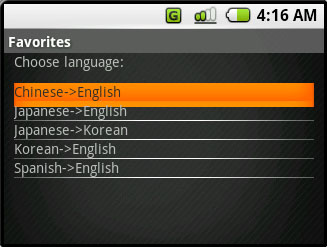 G 4:16 AM
Favorites
Choose language:
Chinese->English
Japanese->English
Japanese->Korean
Korean->English
Spanish->English